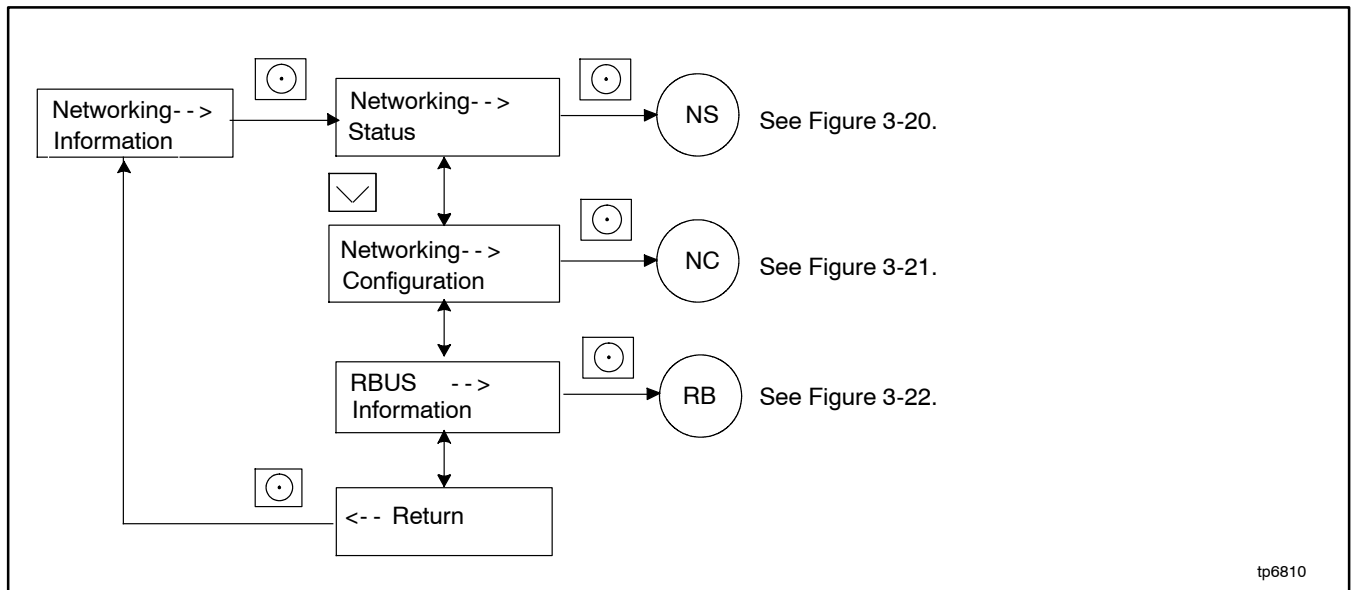 Networking- - >
Information
Networking- - >
Status
NS
See Figure 3-20.
Networking- - >
Configuration
NC
See Figure 3-21.
RBUS - - >
Information
RB
See Figure 3-22.
<- - Return
tp6810